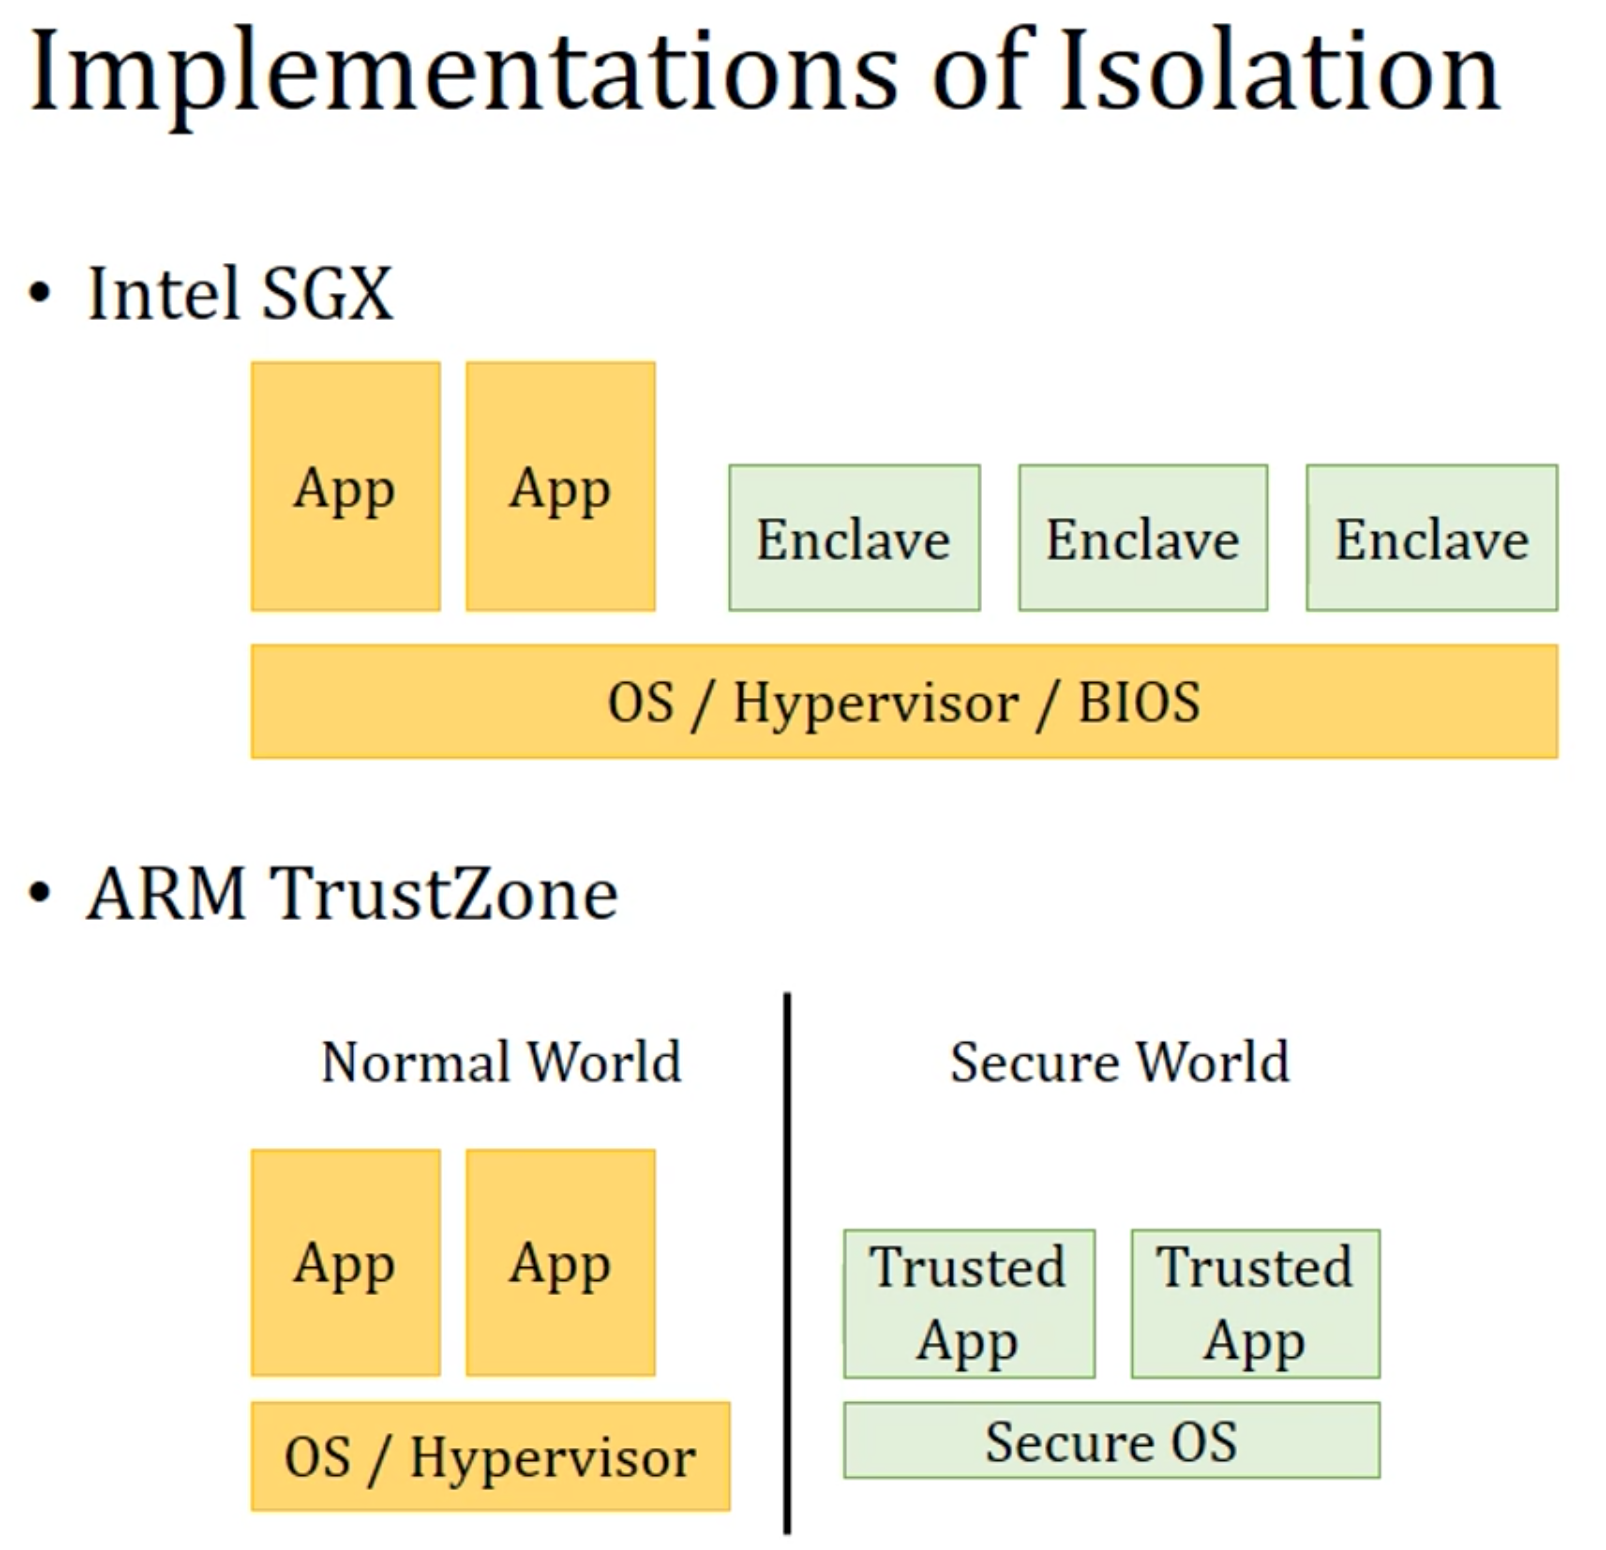 Implementations of Isolation
• Intel SGX
App
App
Enclave
Enclave
Enclave
OS / Hypervisor / BIOS
• ARM TrustZone
Normal World
Secure World
App
App
Trusted
App
Trusted
App
OS / Hypervisor
Secure OS